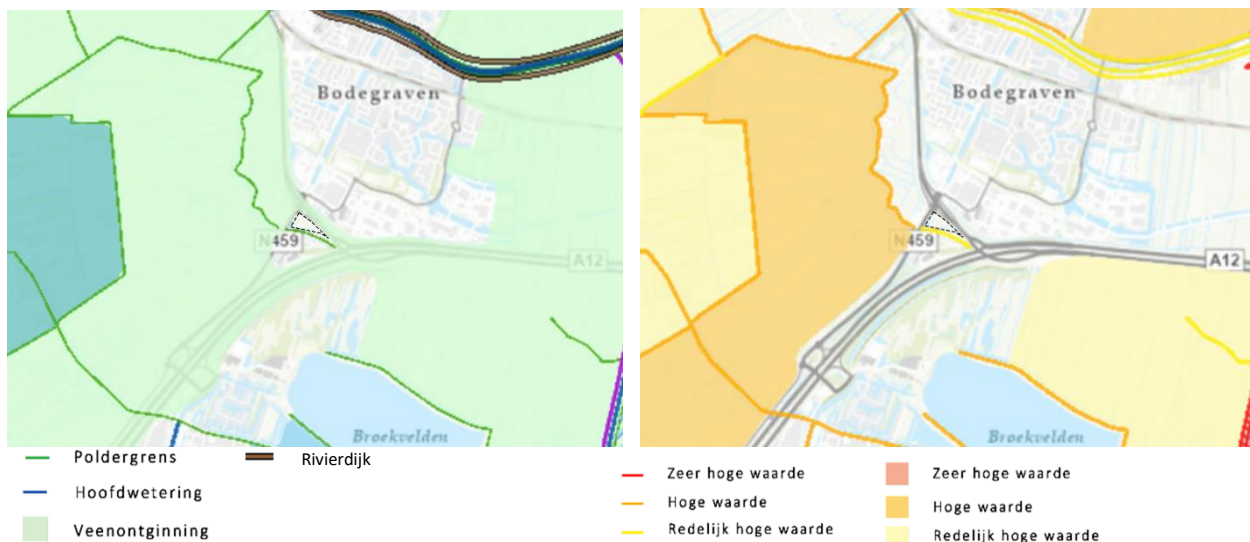 Bodegraven
N459
A12
Broekvelden
Poldergrens
Rivierdijk
Hoofdwetering
Veenontginning
Bodegraven
N459
A12
Broekvelden
Zeer hoge waarde
Zeer hoge waarde
Hoge waarde
Hoge waarde
Redelijk hoge waarde
Redelijk hoge waarde